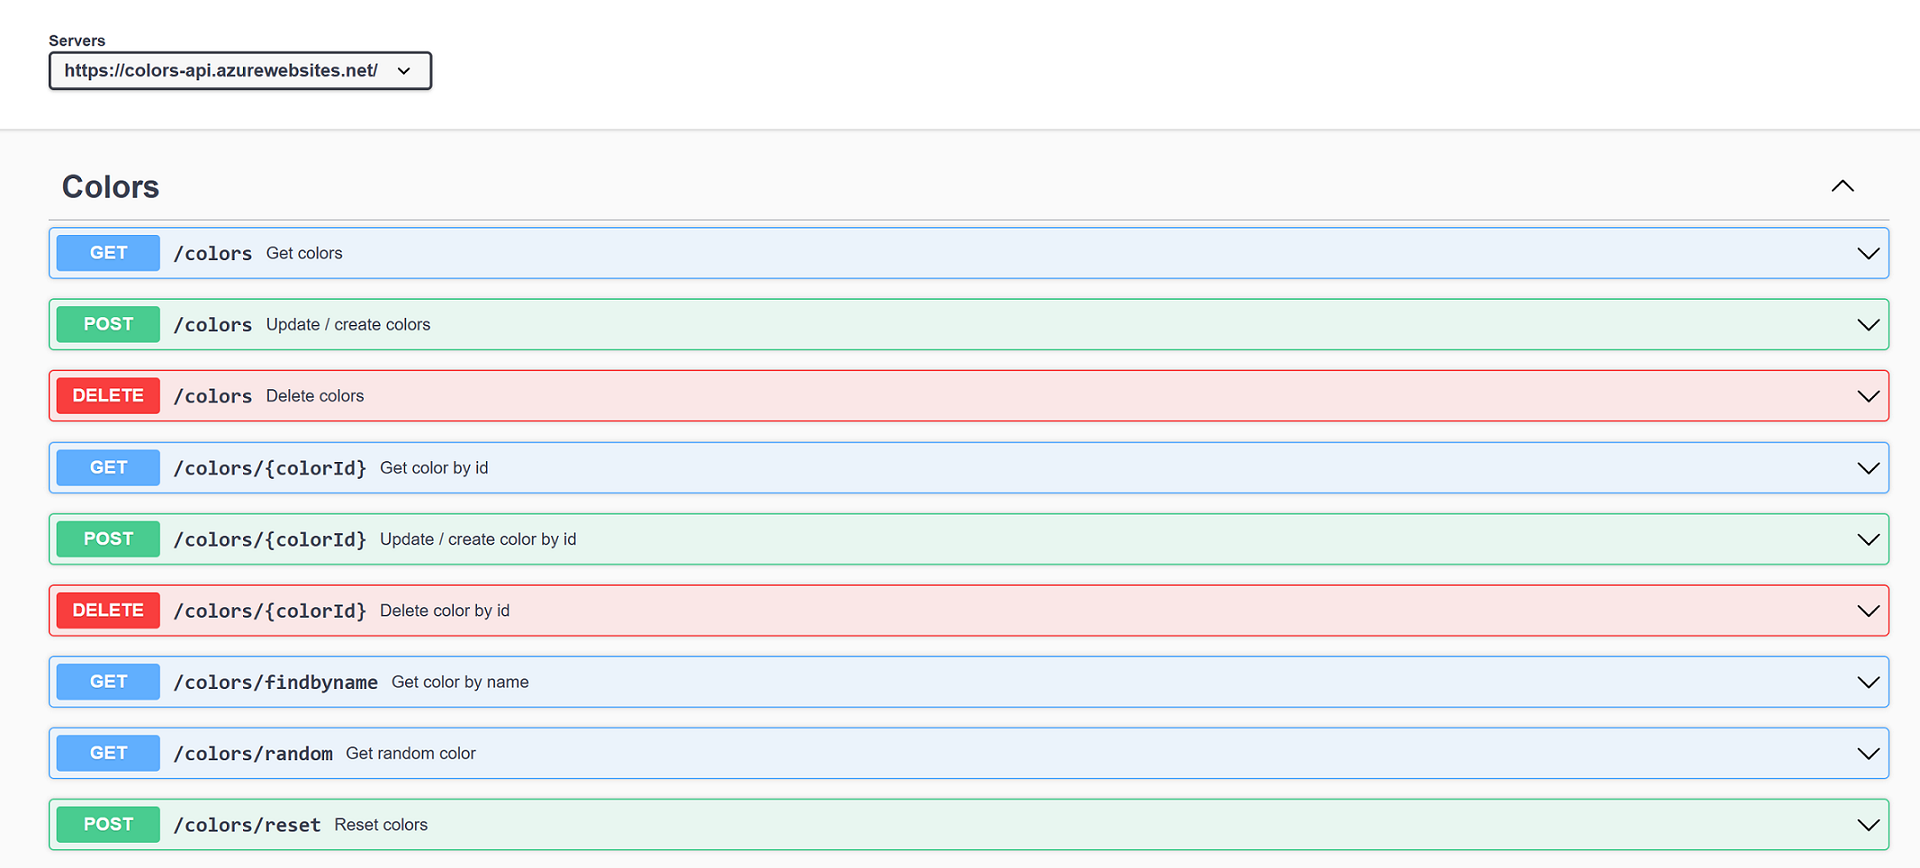 Servers
https://colors-api.azurewebsites.net/
Colors
GET /colors Get colors
POST /colors Update / create colors
DELETE /colors Delete colors
GET /colors/{colorId} Get color by id
POST /colors/{colorId} Update / create color by id
DELETE /colors/{colorId} Delete color by id
GET /colors/findbyname Get color by name
GET /colors/random Get random color
POST /colors/reset Reset colors